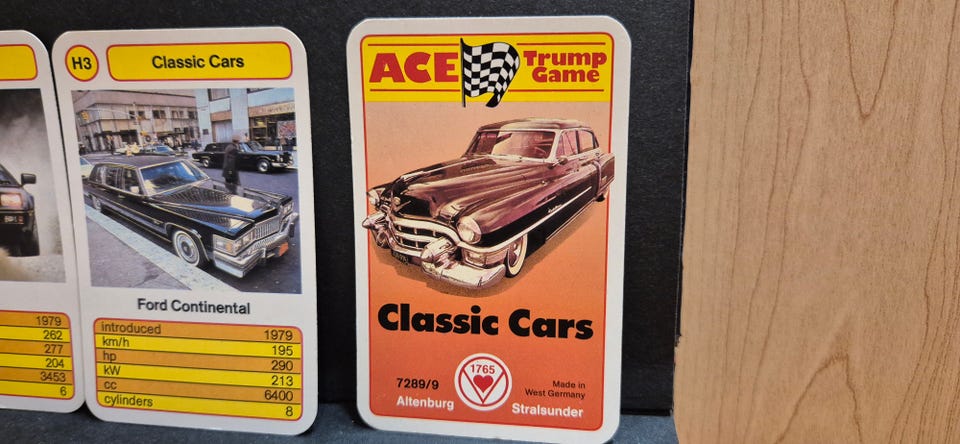 1979
262
277
204
3453
6
H3
Classic Cars
Ford Continental
introduced 1979
km/h 195
hp 290
kW 213
cc 6400
cylinders 8
ACE Trump Game
Classic Cars
1765
7289/9
Altenburg
Made in
West Germany
Stralsunder